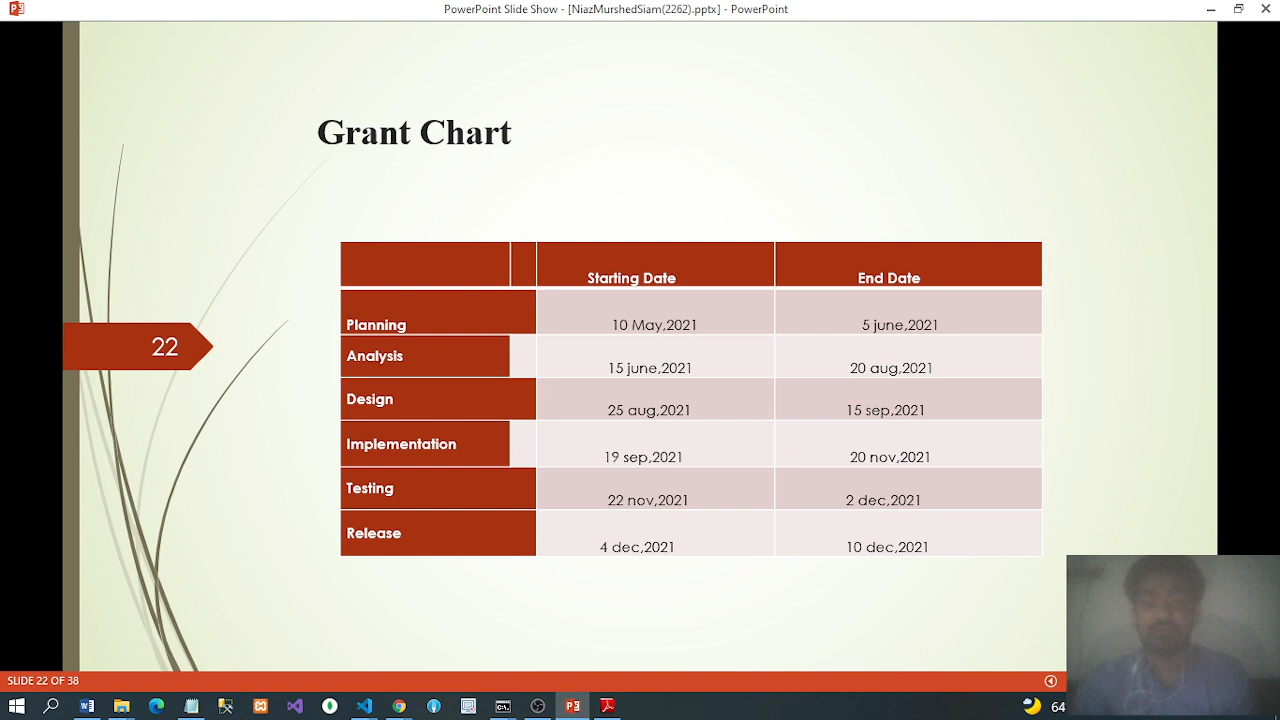 PowerPoint Slide Show - [NiazMurshedSiam(2262).pptx] - PowerPoint
Grant Chart
Starting Date End Date
Planning 10 May,2021 5 june,2021
Analysis 15 june,2021 20 aug,2021
22
Design 25 aug,2021 15 sep,2021
Implementation 19 sep,2021 20 nov,2021
Testing 22 nov,2021 2 dec,2021
Release 4 dec,2021 10 dec,2021
SLIDE 22 OF 38
64